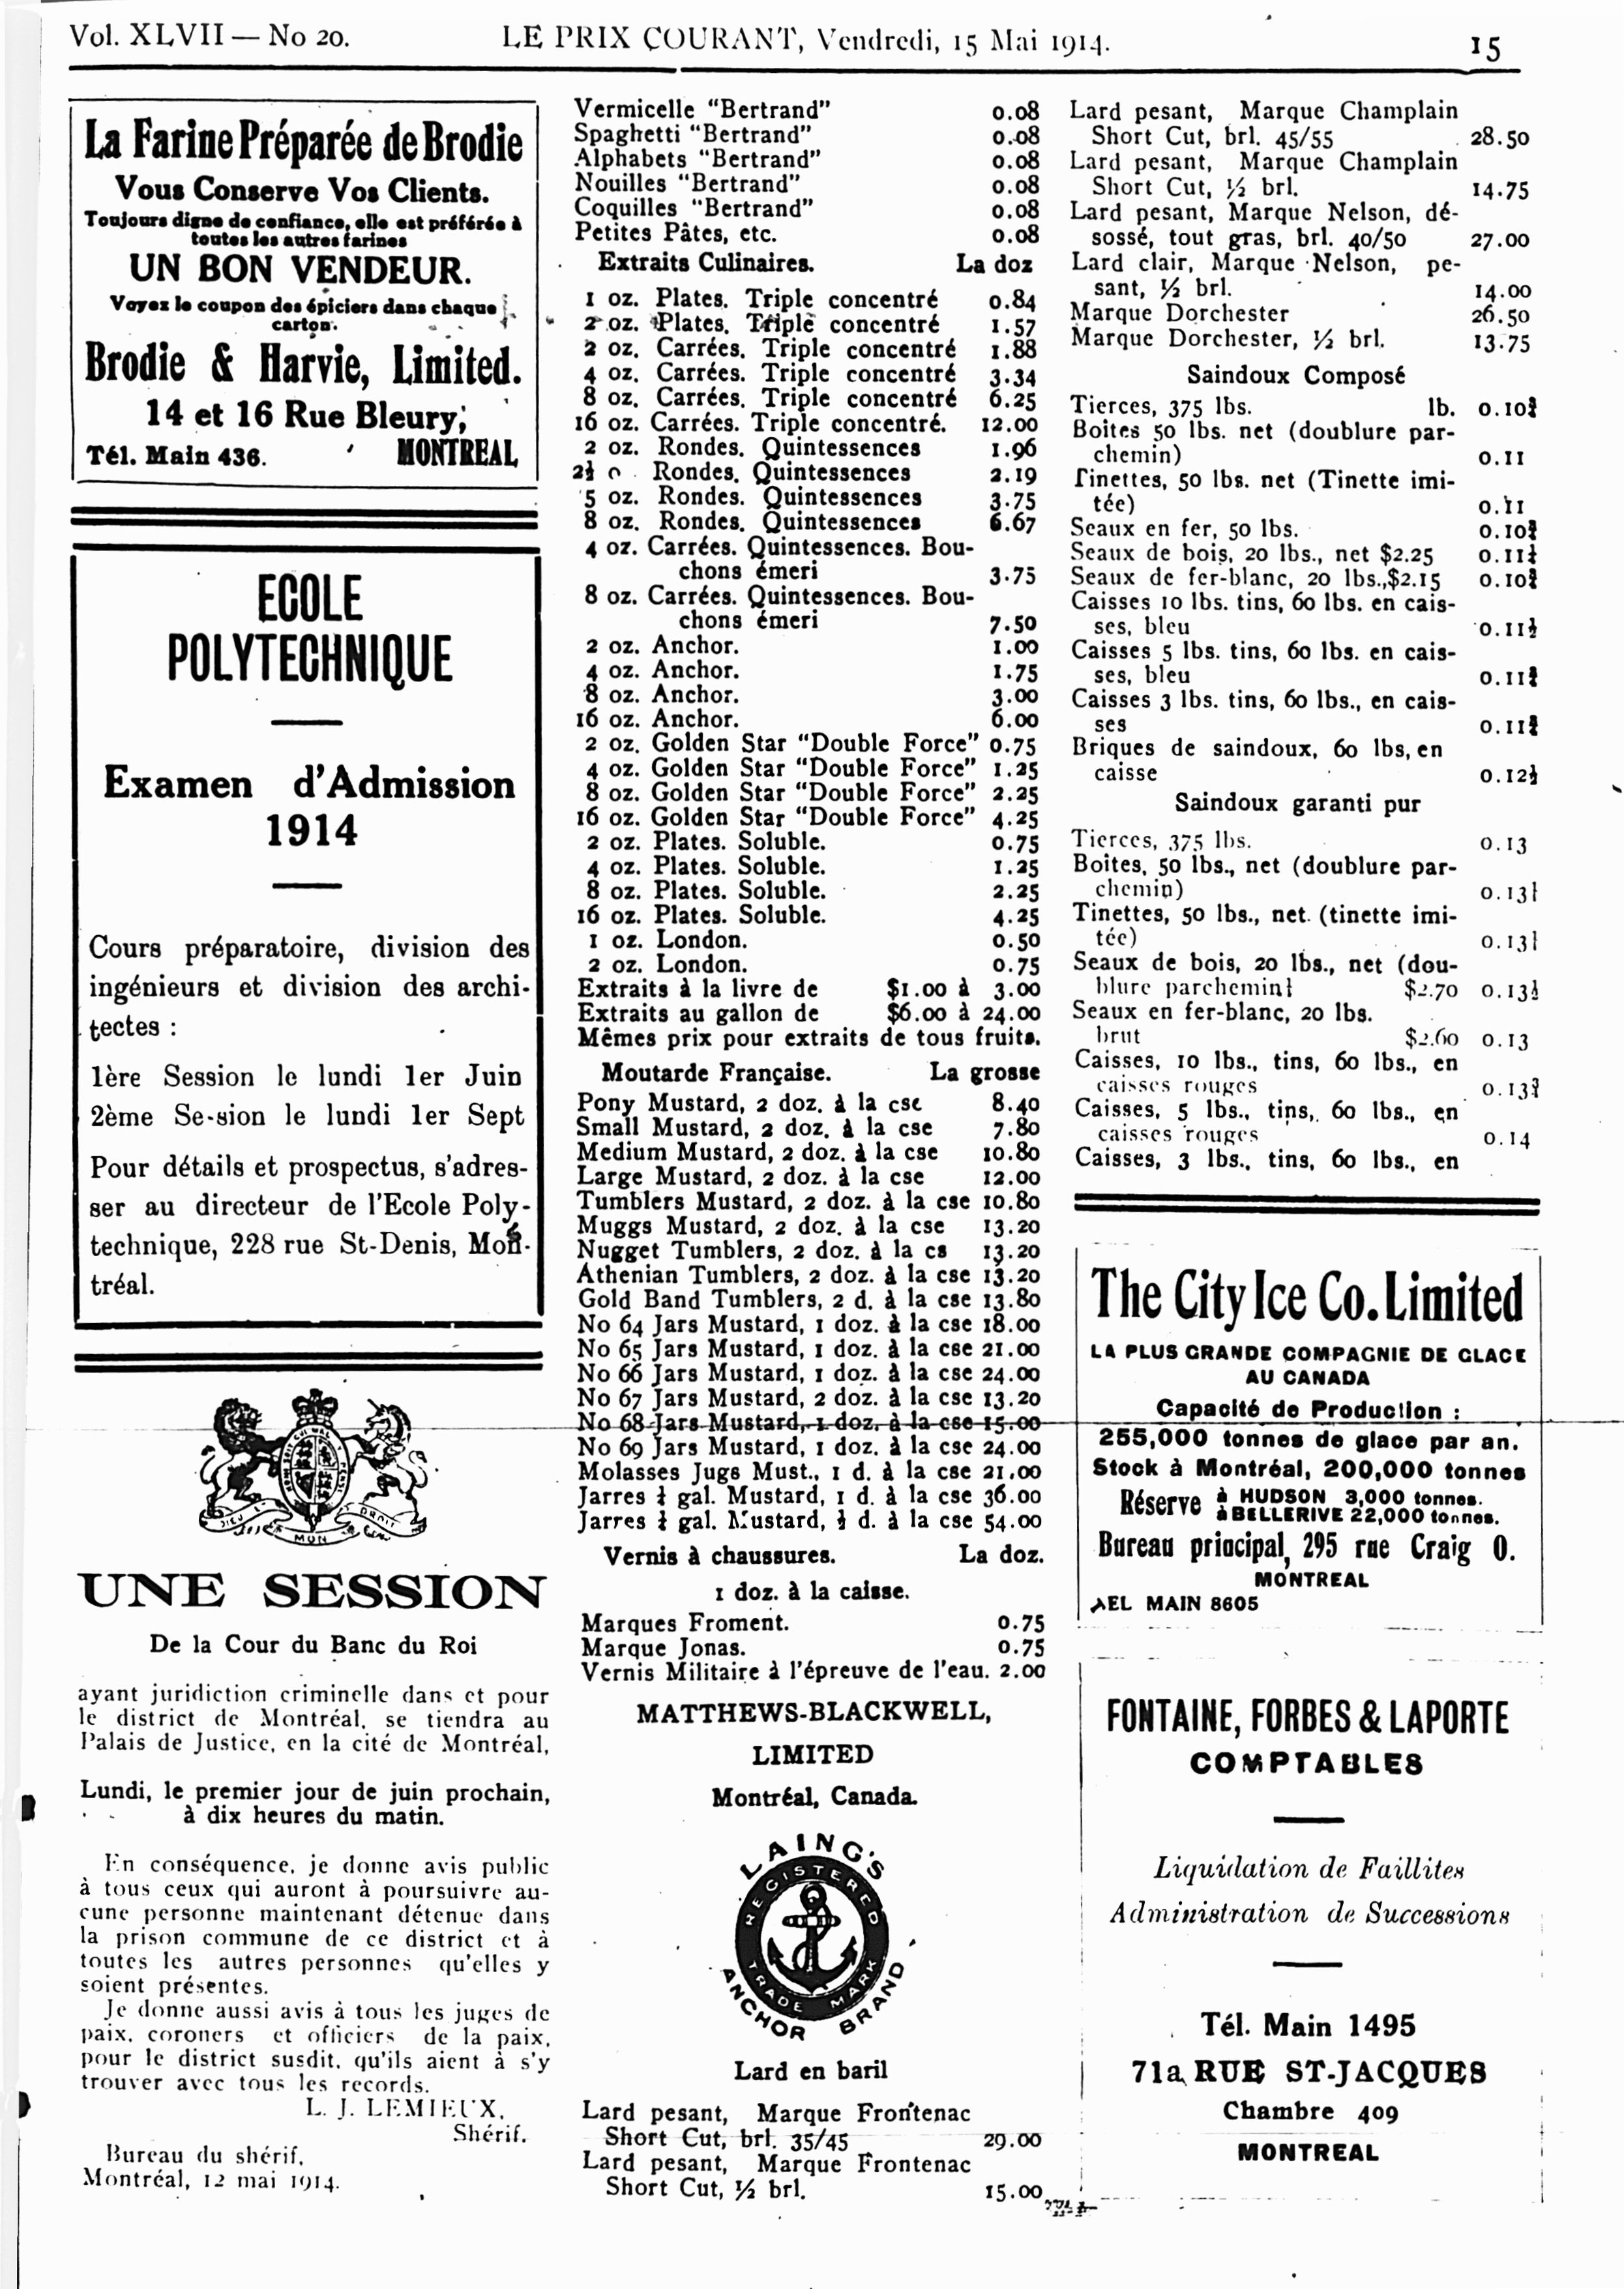 Vol. XLVII — No 20.
LE PRIX COURANT, Vendredi, 15 Mai 1914.
15
La Farine Préparée de Brodie
Vous Conserve Vos Clients.
Toujours digne de confiance, elle est préférée à
toutes les autres farines
UN BON VENDEUR.
Voyez le coupon des épiciers dans chaque
carton.
Brodie & Harvie, Limited.
14 et 16 Rue Bleury,
Tél. Main 436. MONTREAL
ECOLE
POLYTECHNIQUE
Examen d'Admission
1914
Cours préparatoire, division des
ingénieurs et division des archi-
tectes :
1ère Session le lundi 1er Juin
2ème Session le lundi 1er Sept
Pour détails et prospectus, s'adres-
ser au directeur de l'Ecole Poly-
technique, 228 rue St-Denis, Mon-
tréal.
DIEU ET MON DROIT
UNE SESSION
De la Cour du Banc du Roi
ayant juridiction criminelle dans et pour
le district de Montréal, se tiendra au
Palais de Justice, en la cité de Montréal,
Lundi, le premier jour de juin prochain,
à dix heures du matin.
En conséquence, je donne avis public
à tous ceux qui auront à poursuivre au-
cune personne maintenant détenue dans
la prison commune de ce district et à
toutes les autres personnes qu'elles y
soient présentes.
Je donne aussi avis à tous les juges de
paix, coroners et officiers de la paix,
pour le district susdit, qu'ils aient à s'y
trouver avec tous les records.
L. J. LEMIEUX,
Shérif.
Bureau du shérif,
Montréal, 12 mai 1914.
Vermicelle "Bertrand" 0.08
Spaghetti "Bertrand" 0.08
Alphabets "Bertrand" 0.08
Nouilles "Bertrand" 0.08
Coquilles "Bertrand" 0.08
Petites Pâtes, etc. 0.08
Extraits Culinaires. La doz
1 oz. Plates. Triple concentré 0.84
2 oz. Plates. Triple concentré 1.57
2 oz. Carrées. Triple concentré 1.88
4 oz. Carrées. Triple concentré 3.34
8 oz. Carrées. Triple concentré 6.25
16 oz. Carrées. Triple concentré. 12.00
2 oz. Rondes. Quintessences 1.96
2½ o Rondes. Quintessences 2.19
5 oz. Rondes. Quintessences 3.75
8 oz. Rondes. Quintessences 6.67
4 oz. Carrées. Quintessences. Bou-
chons émeri 3.75
8 oz. Carrées. Quintessences. Bou-
chons émeri 7.50
2 oz. Anchor. 1.00
4 oz. Anchor. 1.75
8 oz. Anchor. 3.00
16 oz. Anchor. 6.00
2 oz. Golden Star "Double Force" 0.75
4 oz. Golden Star "Double Force" 1.25
8 oz. Golden Star "Double Force" 2.25
16 oz. Golden Star "Double Force" 4.25
2 oz. Plates. Soluble. 0.75
4 oz. Plates. Soluble. 1.25
8 oz. Plates. Soluble. 2.25
16 oz. Plates. Soluble. 4.25
1 oz. London. 0.50
2 oz. London. 0.75
Extraits à la livre de $1.00 à 3.00
Extraits au gallon de $6.00 à 24.00
Mêmes prix pour extraits de tous fruits.
Moutarde Française. La grosse
Pony Mustard, 2 doz. à la cse 8.40
Small Mustard, 2 doz. à la cse 7.80
Medium Mustard, 2 doz. à la cse 10.80
Large Mustard, 2 doz. à la cse 12.00
Tumblers Mustard, 2 doz. à la cse 10.80
Muggs Mustard, 2 doz. à la cse 13.20
Nugget Tumblers, 2 doz. à la cs 13.20
Athenian Tumblers, 2 doz. à la cse 13.20
Gold Band Tumblers, 2 d. à la cse 13.80
No 64 Jars Mustard, 1 doz. à la cse 18.00
No 65 Jars Mustard, 1 doz. à la cse 21.00
No 66 Jars Mustard, 1 doz. à la cse 24.00
No 67 Jars Mustard, 2 doz. à la cse 13.20
No 68 Jars Mustard, 1 doz. à la cse 15.00
No 69 Jars Mustard, 1 doz. à la cse 24.00
Molasses Jugs Must., 1 d. à la cse 21.00
Jarres gal. Mustard, 1 d. à la cse 36.00
Jarres gal. Mustard, d. à la cse 54.00
Vernis à chaussures. La doz.
1 doz. à la caisse.
Marques Froment. 0.75
Marque Jonas. 0.75
Vernis Militaire à l'épreuve de l'eau. 2.00
MATTHEWS-BLACKWELL,
LIMITED
Montréal, Canada.
LAING'S
REGISTERED
TRADE MARK
ANCHOR BRAND
Lard en baril
Lard pesant, Marque Frontenac
Short Cut, brl. 35/45 29.00
Lard pesant, Marque Frontenac
Short Cut, ½ brl. 15.00
Lard pesant, Marque Champlain
Short Cut, brl. 45/55 28.50
Lard pesant, Marque Champlain
Short Cut, ½ brl. 14.75
Lard pesant, Marque Nelson, dé-
sossé, tout gras, brl. 40/50 27.00
Lard clair, Marque Nelson, pe-
sant, ½ brl. 14.00
Marque Dorchester 26.50
Marque Dorchester, ½ brl. 13.75
Saindoux Composé
Tierces, 375 lbs. lb. 0.10¾
Boites 50 lbs. net (doublure par-
chemin) 0.11
Tinettes, 50 lbs. net (Tinette imi-
tée) 0.11
Seaux en fer, 50 lbs. 0.10¾
Seaux de bois, 20 lbs., net $2.25 0.11¼
Seaux de fer-blanc, 20 lbs.,$2.15 0.10¾
Caisses 10 lbs. tins, 60 lbs. en cais-
ses, bleu 0.11½
Caisses 5 lbs. tins, 60 lbs. en cais-
ses, bleu 0.11
Caisses 3 lbs. tins, 60 lbs., en cais-
ses 0.11
Briques de saindoux, 60 lbs, en
caisse 0.12½
Saindoux garanti pur
Tierces, 375 lbs. 0.13
Boîtes, 50 lbs., net (doublure par-
chemin) 0.13
Tinettes, 50 lbs., net. (tinette imi-
tée) 0.13
Seaux de bois, 20 lbs., net (dou-
blure parchemin) $2.70 0.13½
Seaux en fer-blanc, 20 lbs.
brut $2.60 0.13
Caisses, 10 lbs., tins, 60 lbs., en
caisses rouges 0.13¾
Caisses, 5 lbs., tins, 60 lbs., en
caisses rouges 0.14
Caisses, 3 lbs., tins, 60 lbs., en
The City Ice Co. Limited
LA PLUS GRANDE COMPAGNIE DE GLACE
AU CANADA
Capacité de Production :
255,000 tonnes de glace par an.
Stock à Montréal, 200,000 tonnes
Réserve à HUDSON 3,000 tonnes.
à BELLERIVE 22,000 tonnes.
Bureau principal, 295 rue Craig O.
MONTREAL
TEL MAIN 8605
FONTAINE, FORBES & LAPORTE
COMPTABLES
Liquidation de Faillites
Administration de Successions
Tél. Main 1495
71a RUE ST-JACQUES
Chambre 409
MONTREAL